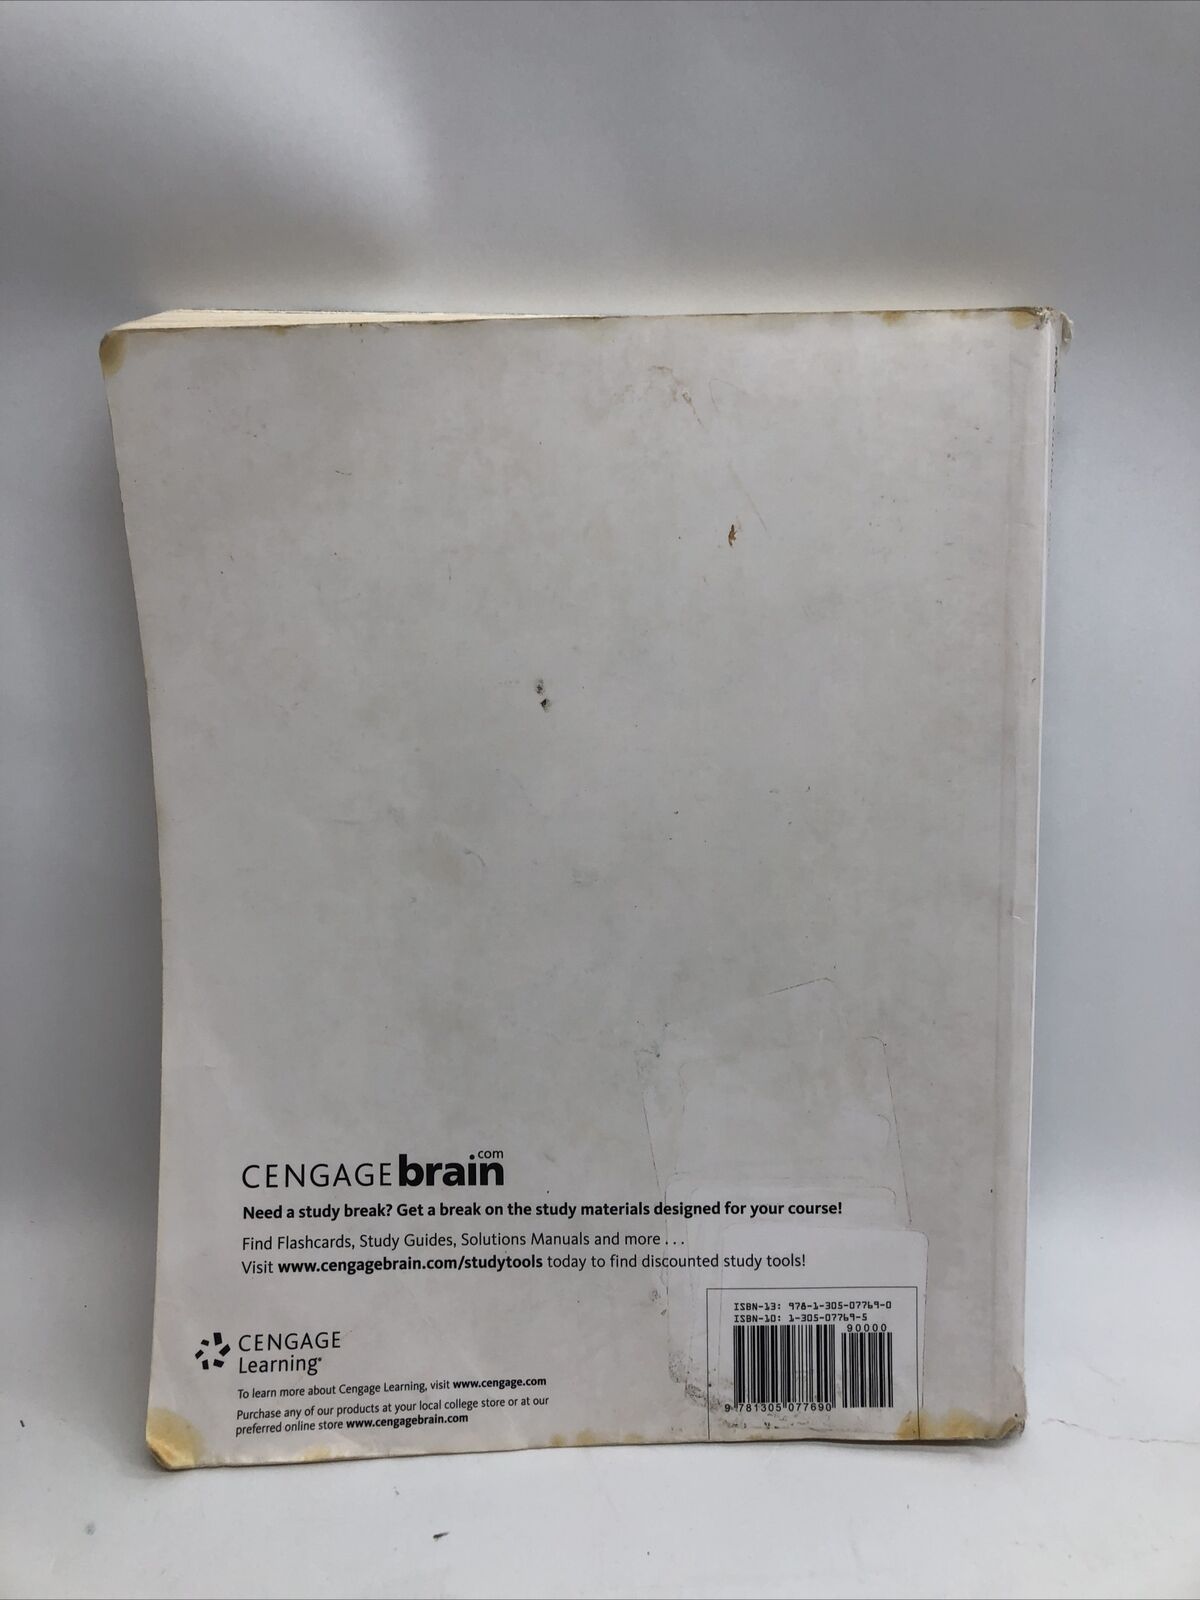 CENGAGEbrain.com
Need a study break? Get a break on the study materials designed for your course!
Find Flashcards, Study Guides, Solutions Manuals and more . . .
Visit www.cengagebrain.com/studytools today to find discounted study tools!
ISBN-13: 978-1-305-07769-0
ISBN-10: 1-305-07769-5
90000
9 781305 077690
CENGAGE
Learning®
To learn more about Cengage Learning, visit www.cengage.com
Purchase any of our products at your local college store or at our
preferred online store www.cengagebrain.com